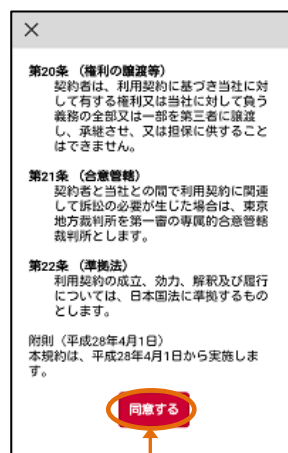 第20条 （権利の譲渡等）
契約者は、利用契約に基づき当社に対
して有する権利又は当社に対して負う
義務の全部又は一部を第三者に譲渡
し、承継させ、又は担保に供すること
はできません。
第21条 （合意管轄）
契約者と当社との間で利用契約に関連
して訴訟の必要が生じた場合は、東京
地方裁判所を第一審の専属的合意管轄
裁判所とします。
第22条 （準拠法）
利用契約の成立、効力、解釈及び履行
については、日本国法に準拠するもの
とします。
附則（平成28年4月1日）
本規約は、平成28年4月1日から実施しま
す。
同意する